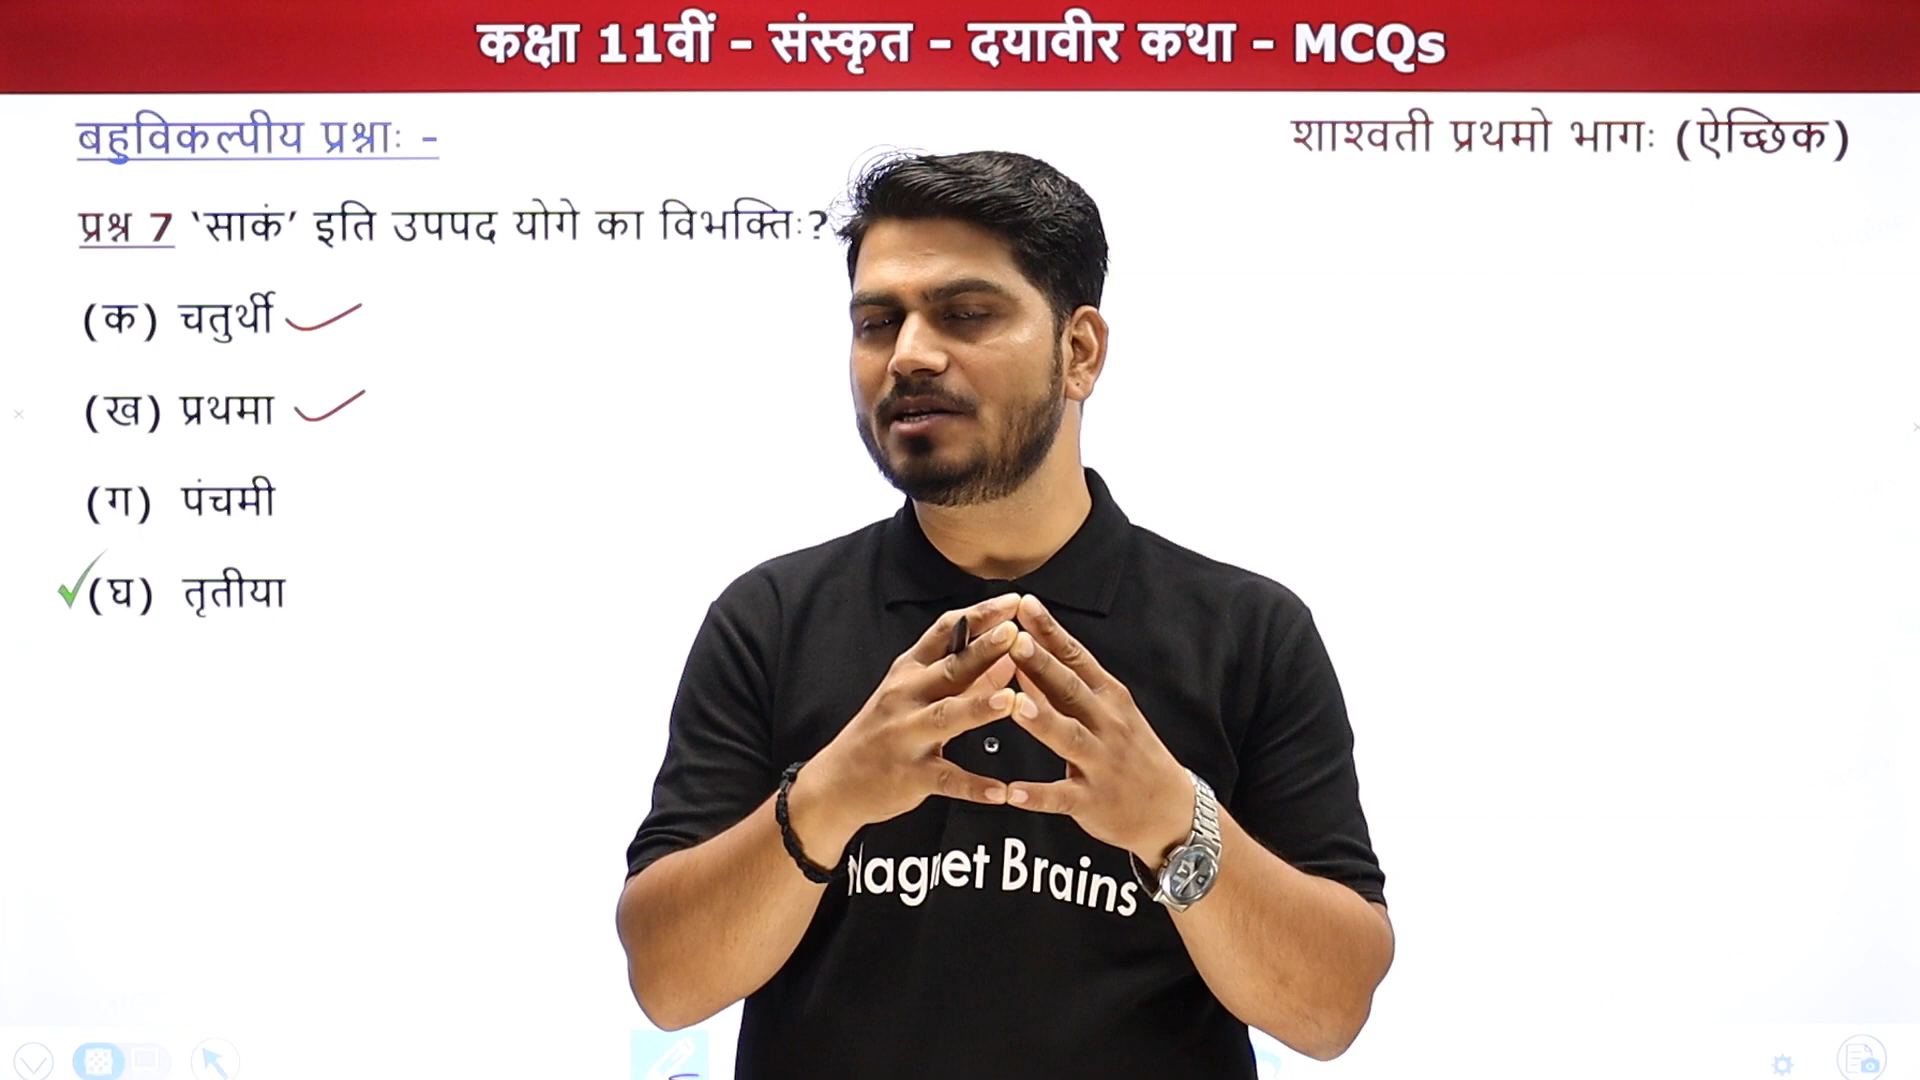 कक्षा 11वीं - संस्कृत - दयावीर कथा - MCQs
बहुविकल्पीय प्रश्नाः -
शाश्वती प्रथमो भागः (ऐच्छिक)
प्रश्न 7 ‘साकं’ इति उपपद योगे का विभक्तिः?
(क) चतुर्थी
(ख) प्रथमा
(ग) पंचमी
(घ) तृतीया
Magnet Brains